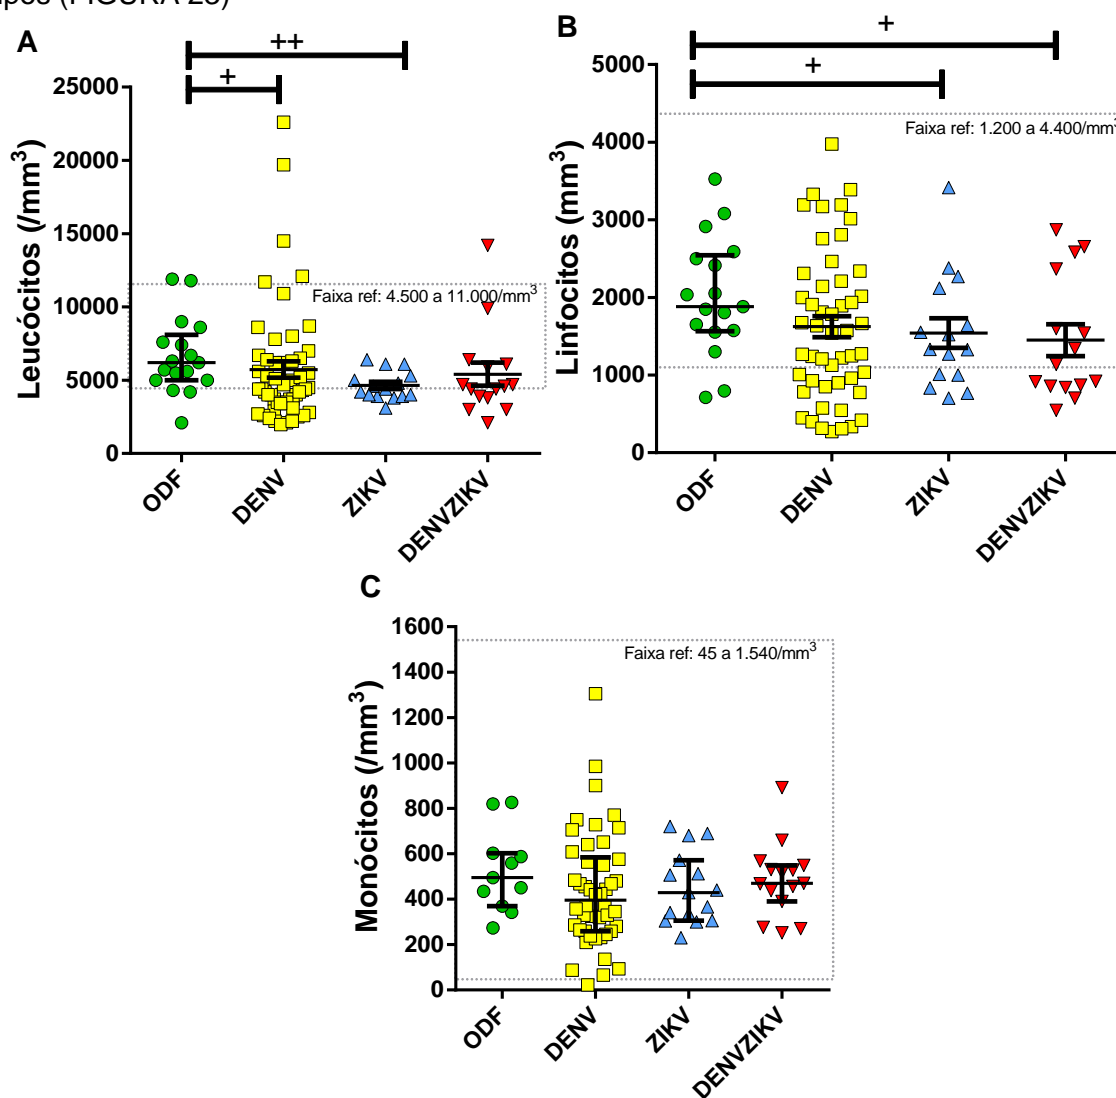 upos (FIGURA 28)
A
++
+
Leucócitos (/mm³)
25000
20000
15000
10000
5000
0
Faixa ref: 4.500 a 11.000/mm³
ODF
DENV
ZIKV
DENVZIKV
B
+
+
Linfocitos (mm³)
5000
4000
3000
2000
1000
0
Faixa ref: 1.200 a 4.400/mm³
ODF
DENV
ZIKV
DENVZIKV
C
Monócitos (/mm³)
1600
1400
1200
1000
800
600
400
200
0
Faixa ref: 45 a 1.540/mm³
ODF
DENV
ZIKV
DENVZIKV